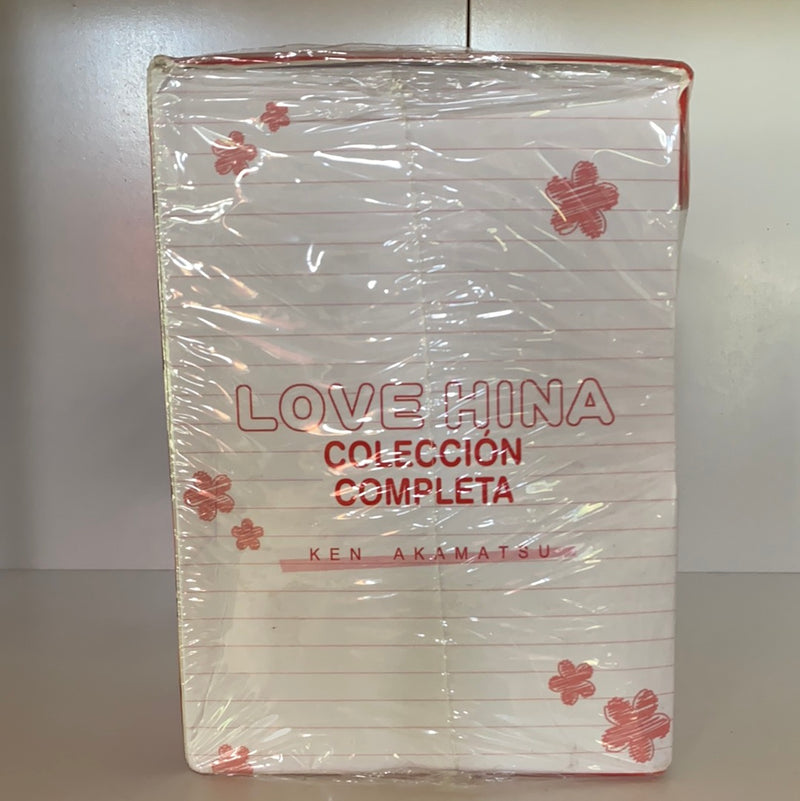 LOVE HINA
COLECCIÓN
COMPLETA
KEN AKAMATSU